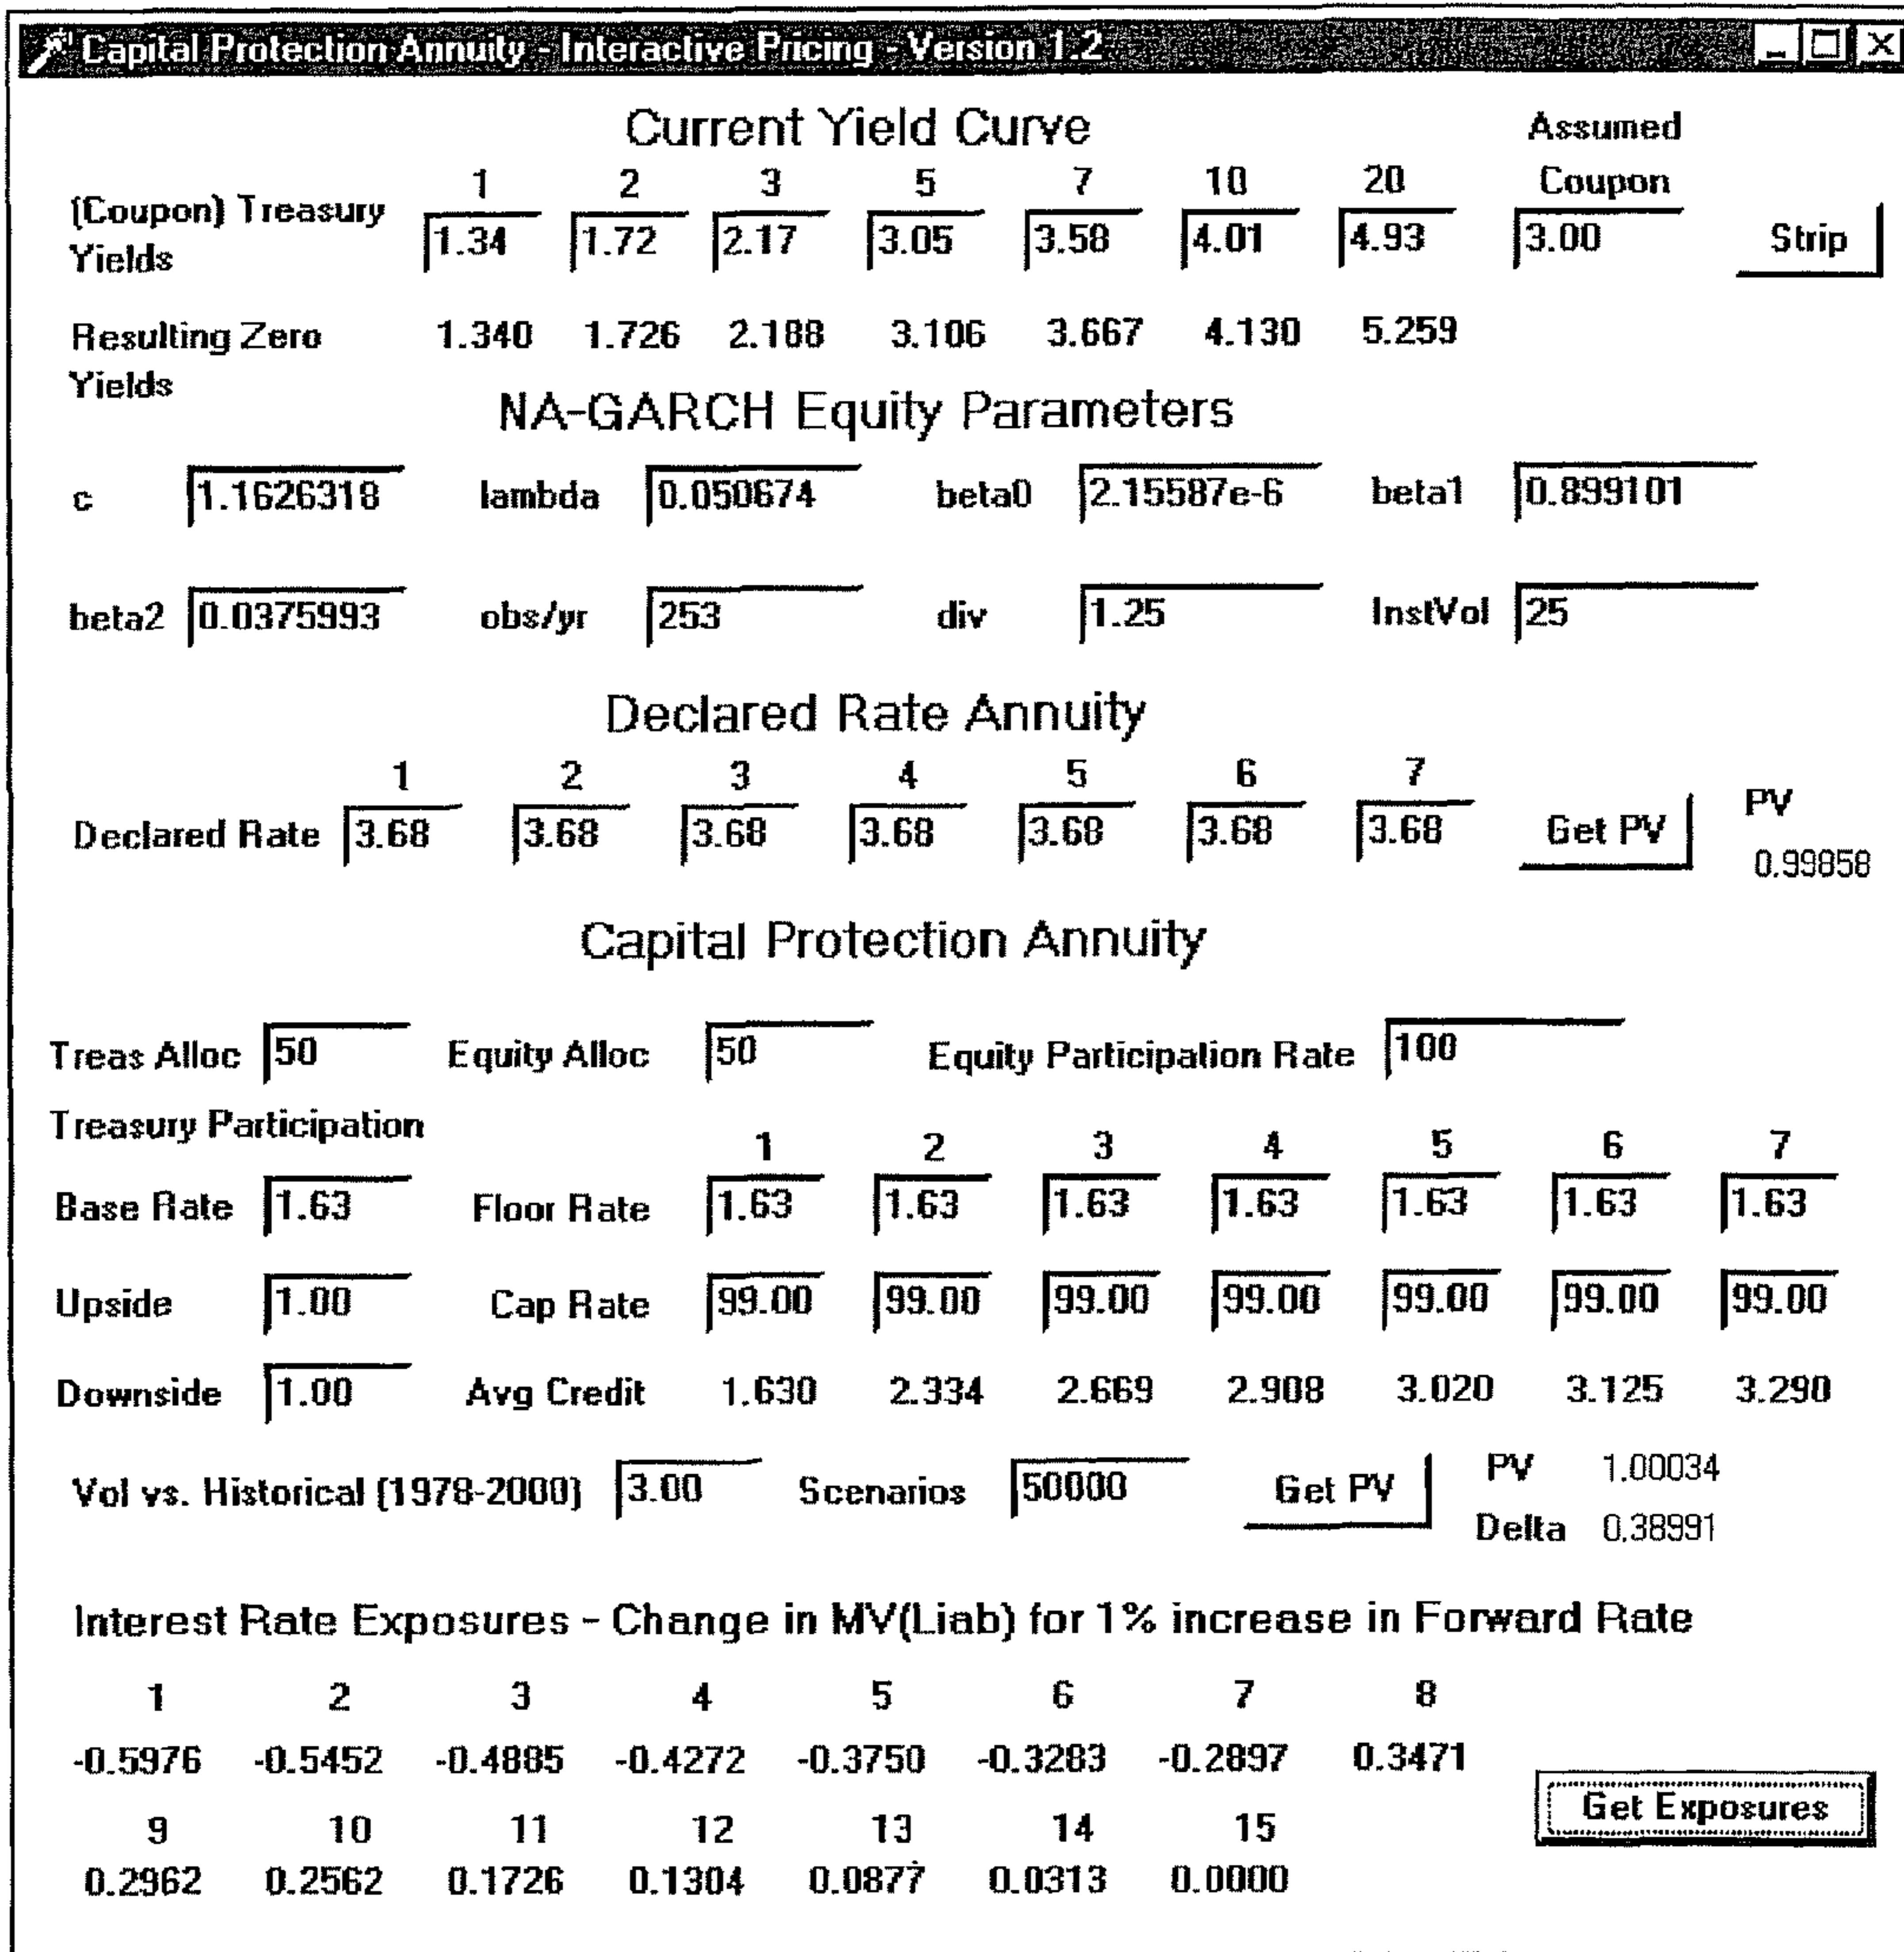 Capital Protection Annuity - Interactive Pricing - Version 1.2
Current Yield Curve
Assumed
1 2 3 5 7 10 20 Coupon
(Coupon) Treasury
Yields
1.34 1.72 2.17 3.05 3.58 4.01 4.93 3.00 Strip
Resulting Zero
Yields
1.340 1.726 2.188 3.106 3.667 4.130 5.259
NA-GARCH Equity Parameters
c 1.1626318 lambda 0.050674 beta0 2.15587e-6 beta1 0.899101
beta2 0.0375993 obs/yr 253 div 1.25 InstVol 25
Declared Rate Annuity
1 2 3 4 5 6 7
Declared Rate 3.68 3.68 3.68 3.68 3.68 3.68 3.68 Get PV PV
0.99858
Capital Protection Annuity
Treas Alloc 50 Equity Alloc 50 Equity Participation Rate 100
Treasury Participation
1 2 3 4 5 6 7
Base Rate 1.63 Floor Rate 1.63 1.63 1.63 1.63 1.63 1.63 1.63
Upside 1.00 Cap Rate 99.00 99.00 99.00 99.00 99.00 99.00 99.00
Downside 1.00 Avg Credit 1.630 2.334 2.669 2.908 3.020 3.125 3.290
Vol vs. Historical (1978-2000) 3.00 Scenarios 50000 Get PV PV 1.00034
Delta 0.38991
Interest Rate Exposures - Change in MV(Liab) for 1% increase in Forward Rate
1 2 3 4 5 6 7 8
-0.5976 -0.5452 -0.4885 -0.4272 -0.3750 -0.3283 -0.2897 0.3471
Get Exposures
9 10 11 12 13 14 15
0.2962 0.2562 0.1726 0.1304 0.0877 0.0313 0.0000